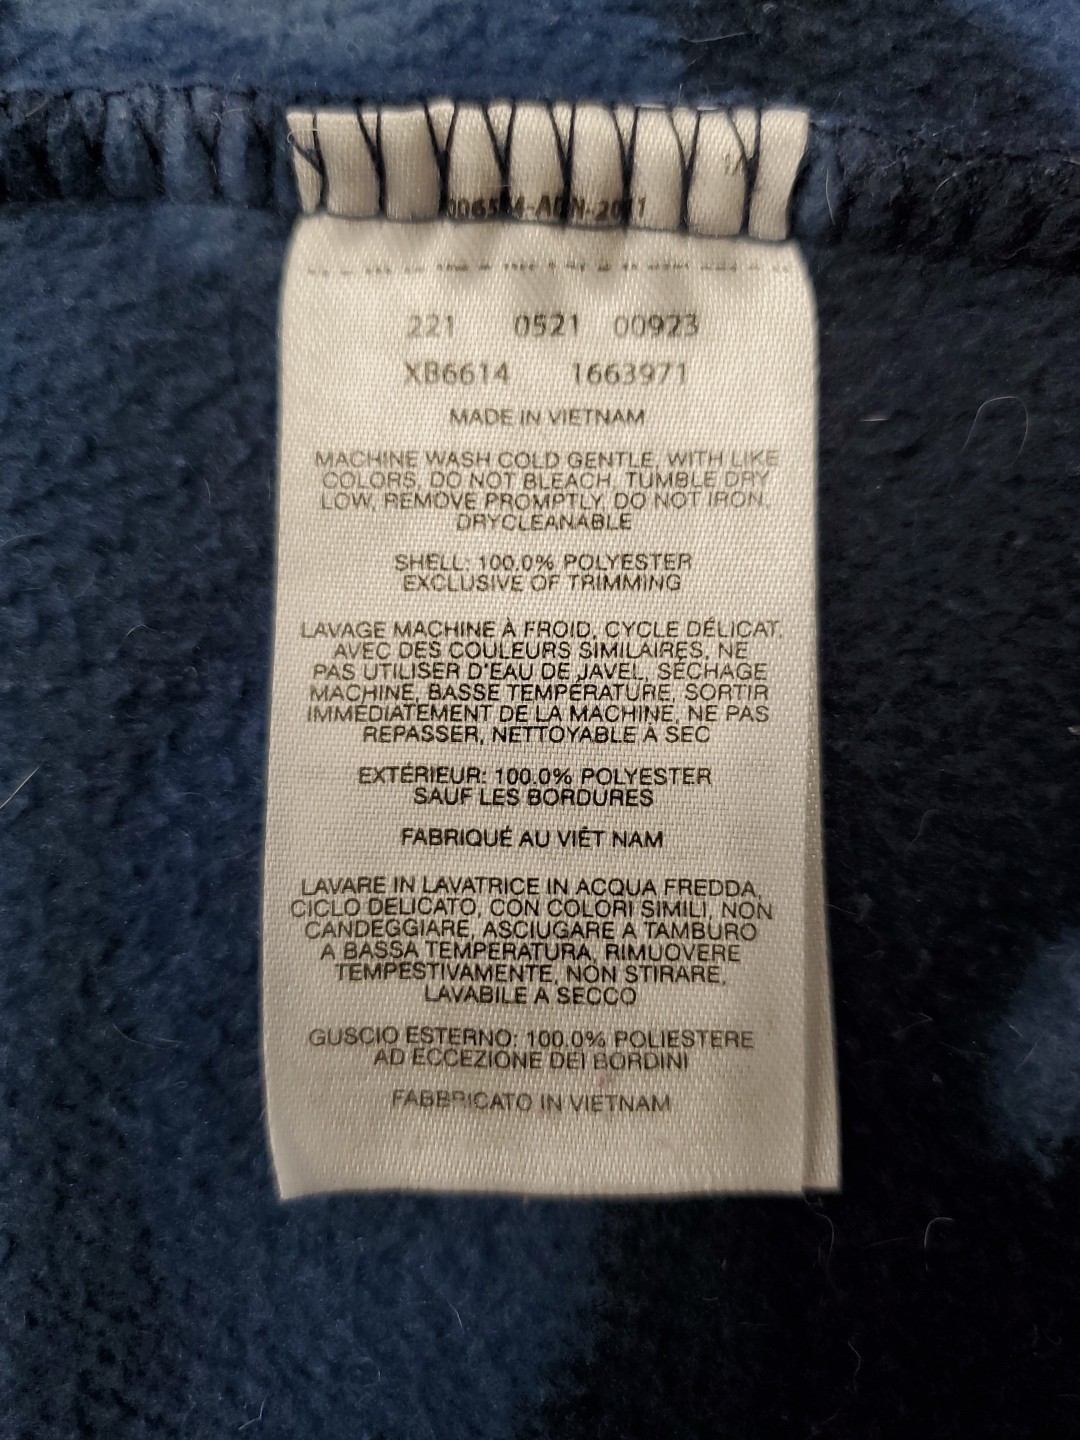 221 0521 00923
XB6614 1663971
MADE IN VIETNAM
MACHINE WASH COLD GENTLE, WITH LIKE
COLORS, DO NOT BLEACH, TUMBLE DRY
LOW, REMOVE PROMPTLY, DO NOT IRON,
DRYCLEANABLE
SHELL: 100.0% POLYESTER
EXCLUSIVE OF TRIMMING
LAVAGE MACHINE À FROID, CYCLE DÉLICAT,
AVEC DES COULEURS SIMILAIRES, NE
PAS UTILISER D'EAU DE JAVEL, SÉCHAGE
MACHINE, BASSE TEMPÉRATURE, SORTIR
IMMÉDIATEMENT DE LA MACHINE, NE PAS
REPASSER, NETTOYABLE À SEC
EXTÉRIEUR: 100.0% POLYESTER
SAUF LES BORDURES
FABRIQUÉ AU VIÊT NAM
LAVARE IN LAVATRICE IN ACQUA FREDDA,
CICLO DELICATO, CON COLORI SIMILI, NON
CANDEGGIARE, ASCIUGARE A TAMBURO
A BASSA TEMPERATURA, RIMUOVERE
TEMPESTIVAMENTE, NON STIRARE,
LAVABILE A SECCO
GUSCIO ESTERNO: 100.0% POLIESTERE
AD ECCEZIONE DEI BORDINI
FABBRICATO IN VIETNAM